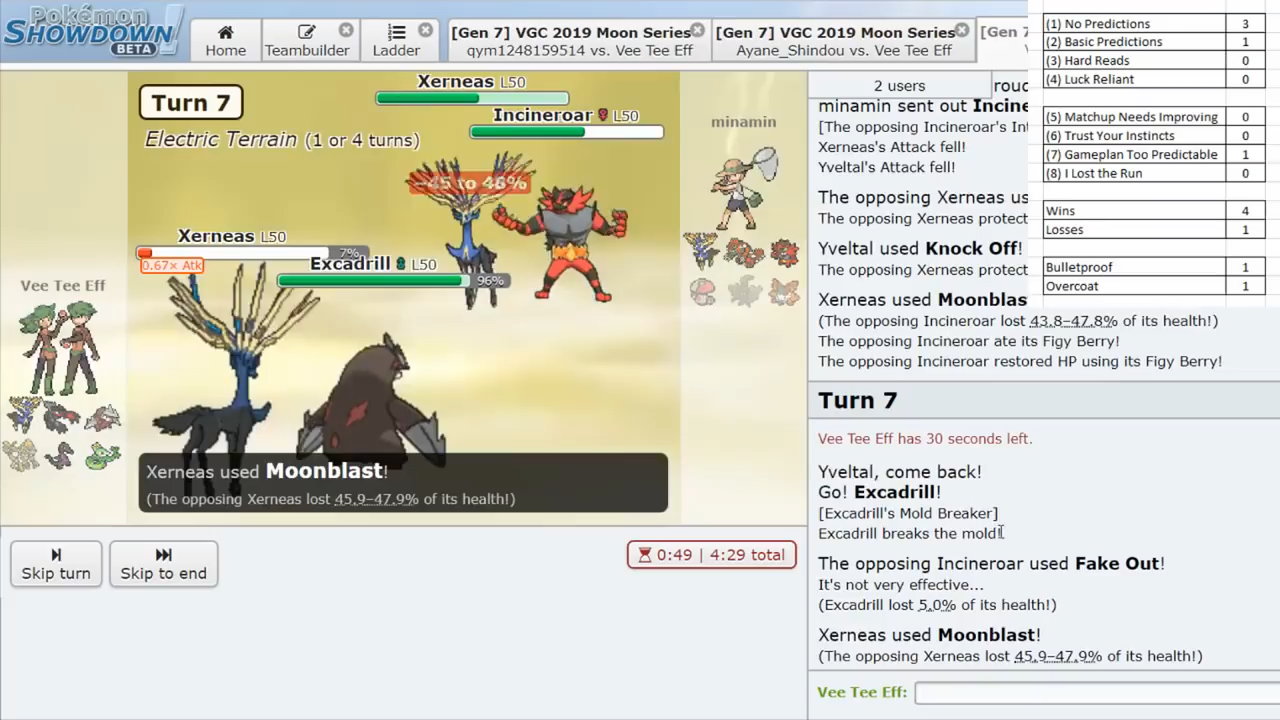 Pokémon
SHOWDOWN!
BETA
Home
Teambuilder
Ladder
[Gen 7] VGC 2019 Moon Series
qym1248159514 vs. Vee Tee Eff
[Gen 7] VGC 2019 Moon Series
Ayane_Shindou vs. Vee Tee Eff
[Gen 7
(1) No Predictions 3
(2) Basic Predictions 1
(3) Hard Reads 0
(4) Luck Reliant 0
(5) Matchup Needs Improving 0
(6) Trust Your Instincts 0
(7) Gameplan Too Predictable 1
(8) I Lost the Run 0
Wins 4
Losses 1
Bulletproof 1
Overcoat 1
Turn 7
Electric Terrain (1 or 4 turns)
Xerneas L50
Incineroar L50
−45 to 48%
Xerneas L50
7%
0.67× Atk
Excadrill L50
96%
Vee Tee Eff
minamin
Xerneas used Moonblast!
(The opposing Xerneas lost 45.9–47.9% of its health!)
Skip turn
Skip to end
0:49 | 4:29 total
2 users
minamin sent out Incine
[The opposing Incineroar's Int
Xerneas's Attack fell!
Yveltal's Attack fell!
The opposing Xerneas us
The opposing Xerneas protect
Yveltal used Knock Off!
The opposing Xerneas protect
Xerneas used Moonblas
(The opposing Incineroar lost 43.8–47.8% of its health!)
The opposing Incineroar ate its Figy Berry!
The opposing Incineroar restored HP using its Figy Berry!
Turn 7
Vee Tee Eff has 30 seconds left.
Yveltal, come back!
Go! Excadrill!
[Excadrill's Mold Breaker]
Excadrill breaks the mold!
The opposing Incineroar used Fake Out!
It's not very effective...
(Excadrill lost 5.0% of its health!)
Xerneas used Moonblast!
(The opposing Xerneas lost 45.9–47.9% of its health!)
Vee Tee Eff: